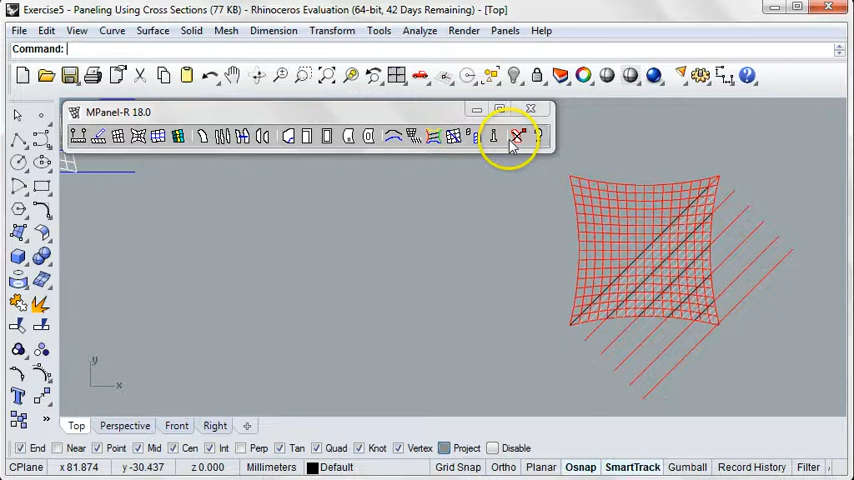 Exercise5 - Paneling Using Cross Sections (77 KB) - Rhinoceros Evaluation (64-bit, 42 Days Remaining) - [Top]
File Edit View Curve Surface Solid Mesh Dimension Transform Tools Analyze Render Panels Help
Command:
MPanel-R 18.0
y
x
Top Perspective Front Right
End Near Point Mid Cen Int Perp Tan Quad Knot Vertex Project Disable
CPlane x 81.874 y -30.437 z 0.000 Millimeters Default Grid Snap Ortho Planar Osnap SmartTrack Gumball Record History Filter